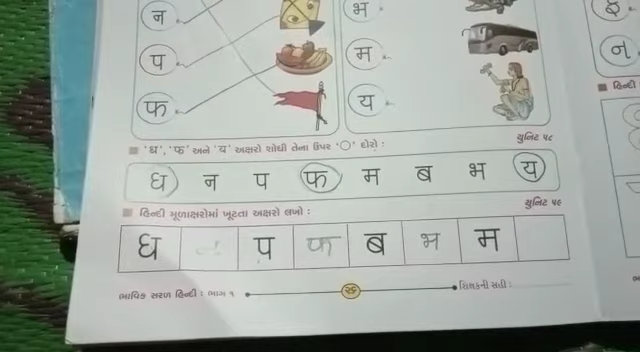 न
प
फ
भ
म
य
न
'ध', 'फ' અને 'य' અક્ષરો શોધી તેના ઉપર '○' દોરો :
યુનિટ ૫૮
ध न प फ म ब भ य
હિન્દી મૂળાક્ષરોમાં ખૂટતા અક્ષરો લખો :
યુનિટ ૫૯
ध प फ ब भ म
ભાવિક સરળ હિન્દી : ભાગ ૧
શિક્ષકની સહી :
હિન્દી